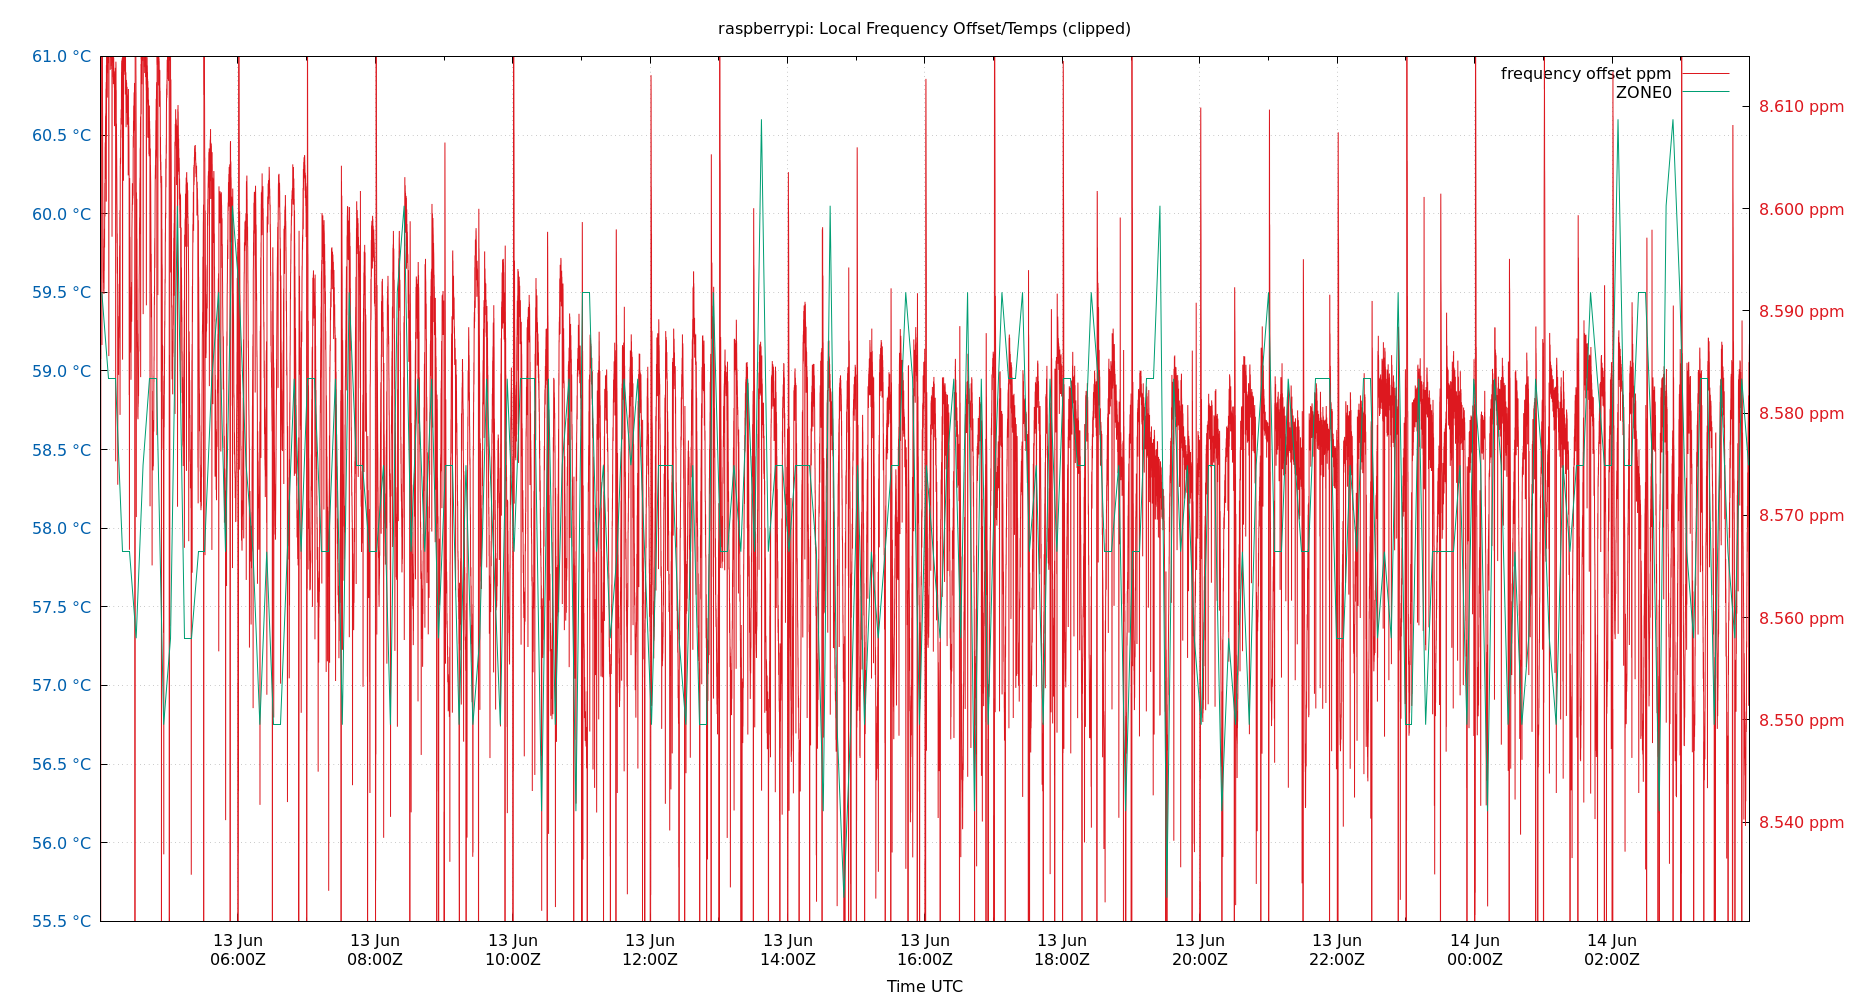 raspberrypi: Local Frequency Offset/Temps (clipped)
frequency offset ppm
ZONE0
61.0 °C
60.5 °C
60.0 °C
59.5 °C
59.0 °C
58.5 °C
58.0 °C
57.5 °C
57.0 °C
56.5 °C
56.0 °C
55.5 °C
8.610 ppm
8.600 ppm
8.590 ppm
8.580 ppm
8.570 ppm
8.560 ppm
8.550 ppm
8.540 ppm
13 Jun 06:00Z
13 Jun 08:00Z
13 Jun 10:00Z
13 Jun 12:00Z
13 Jun 14:00Z
13 Jun 16:00Z
13 Jun 18:00Z
13 Jun 20:00Z
13 Jun 22:00Z
14 Jun 00:00Z
14 Jun 02:00Z
Time UTC